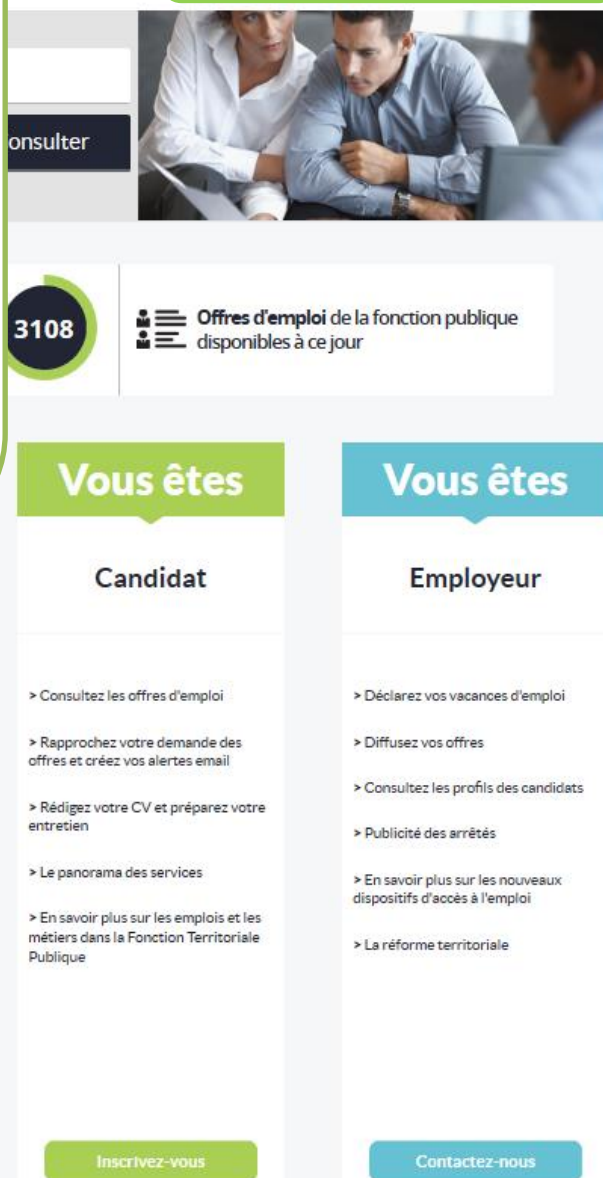 onsulter
3108
Offres d'emploi de la fonction publique
disponibles à ce jour
Vous êtes
Candidat
> Consultez les offres d'emploi
> Rapprochez votre demande des
offres et créez vos alertes email
> Rédigez votre CV et préparez votre
entretien
> Le panorama des services
> En savoir plus sur les emplois et les
métiers dans la Fonction Territoriale
Publique
Inscrivez-vous
Vous êtes
Employeur
> Déclarez vos vacances d'emploi
> Diffusez vos offres
> Consultez les profils des candidats
> Publicité des arrêtés
> En savoir plus sur les nouveaux
dispositifs d'accès à l'emploi
> La réforme territoriale
Contactez-nous